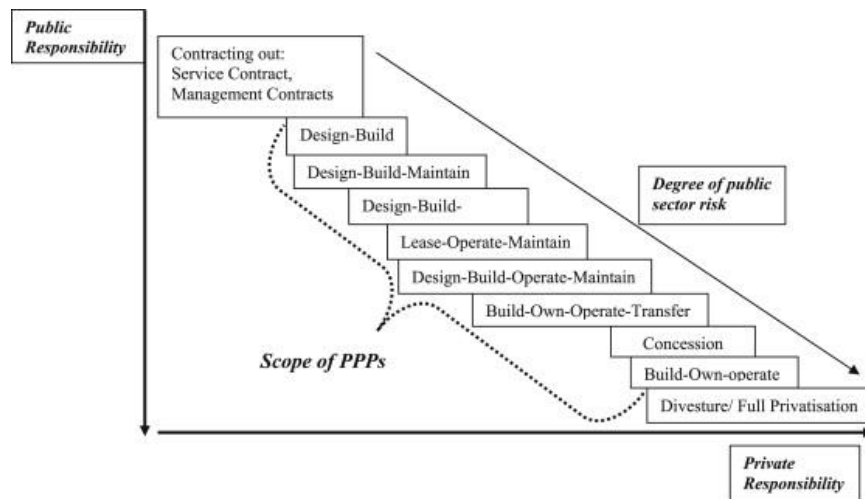 Public
Responsibility
Contracting out:
Service Contract,
Management Contracts
Design-Build
Design-Build-Maintain
Design-Build-
Degree of public
sector risk
Lease-Operate-Maintain
Design-Build-Operate-Maintain
Build-Own-Operate-Transfer
Scope of PPPs
Concession
Build-Own-operate
Divesture/ Full Privatisation
Private
Responsibility